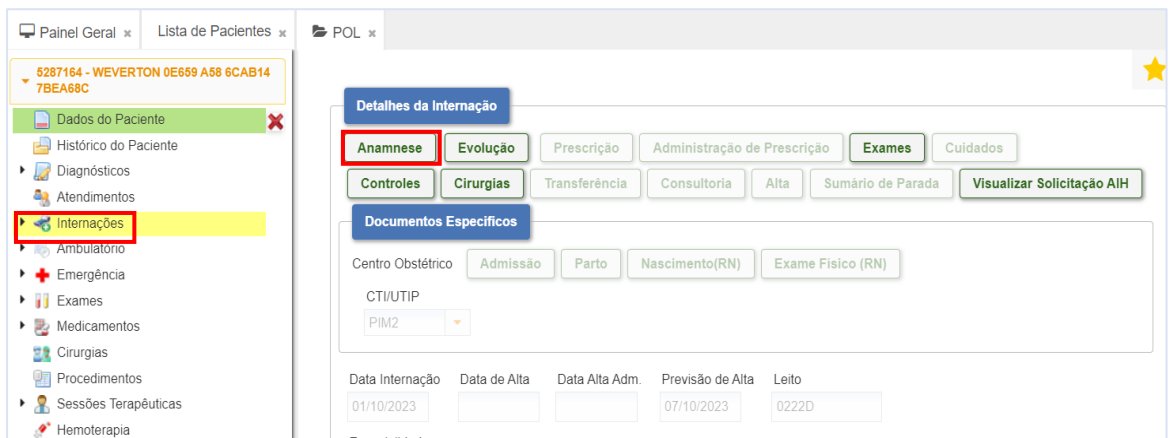 Painel Geral
Lista de Pacientes
POL
5287164 - WEVERTON 0E659 A58 6CAB14
7BEA68C
Dados do Paciente
Histórico do Paciente
Diagnósticos
Atendimentos
Internações
Ambulatório
Emergência
Exames
Medicamentos
Cirurgias
Procedimentos
Sessões Terapêuticas
Hemoterapia
Detalhes da Internação
Anamnese Evolução Prescrição Administração de Prescrição Exames Cuidados
Controles Cirurgias Transferência Consultoria Alta Sumário de Parada Visualizar Solicitação AIH
Documentos Específicos
Centro Obstétrico Admissão Parto Nascimento(RN) Exame Físico (RN)
CTI/UTIP
PIM2
Data Internação Data de Alta Data Alta Adm. Previsão de Alta Leito
01/10/2023 07/10/2023 0222D